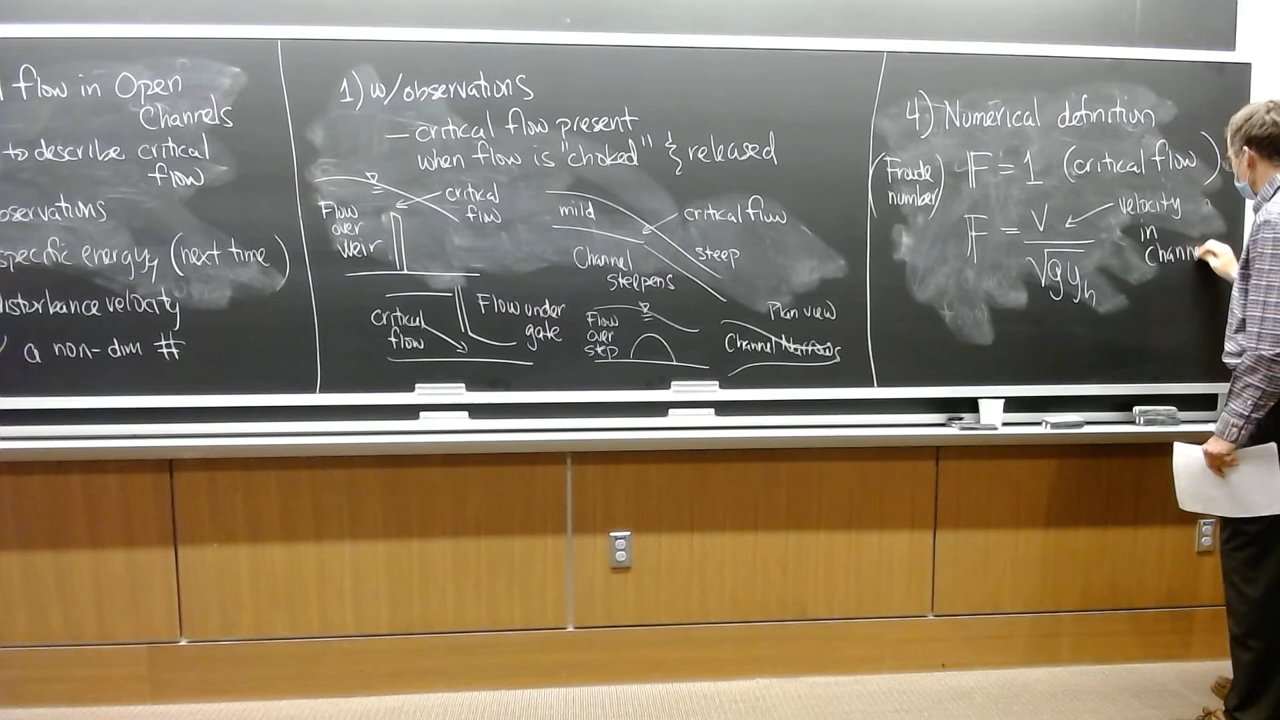 flow in Open
Channels
to describe critical
flow
specific energy, (next time)
disturbance velocity
a non-dim #
1) w/observations
— critical flow present
when flow is "choked" & released
critical
flow
Flow
over
weir
mild
critical flow
steep
Channel
steepens
critical
flow
Flow under
gate
Flow
over
step
Plan view
Channel Narrows
4) Numerical definition
(Froude
number)
F = 1 (critical flow)
F = V / √g yh
velocity
in
Channe